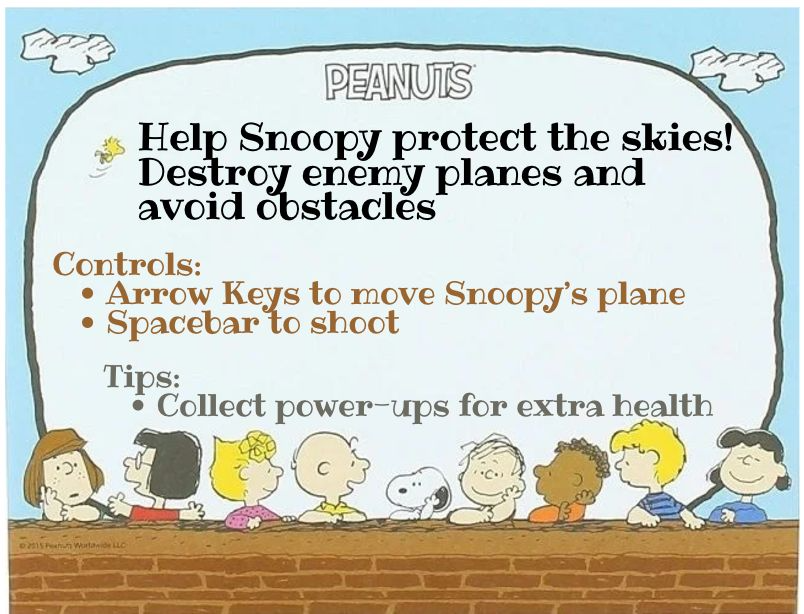 PEANUTS
Help Snoopy protect the skies!
Destroy enemy planes and
avoid obstacles
Controls:
• Arrow Keys to move Snoopy's plane
• Spacebar to shoot
Tips:
• Collect power-ups for extra health
© 2015 Peanuts Worldwide LLC